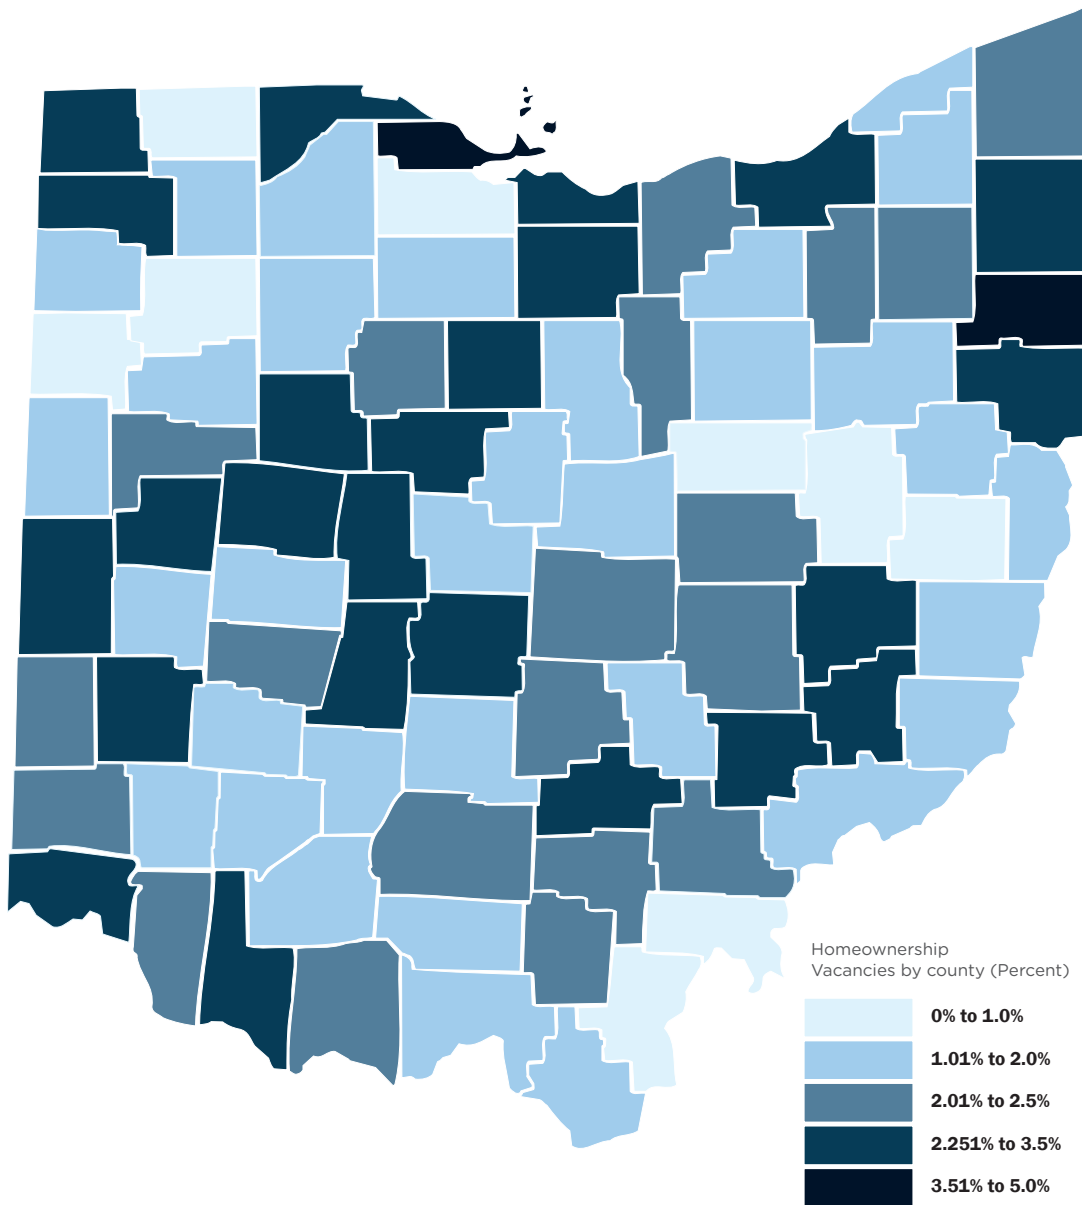 Homeownership
Vacancies by county (Percent)
0% to 1.0%
1.01% to 2.0%
2.01% to 2.5%
2.251% to 3.5%
3.51% to 5.0%